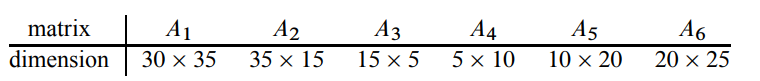 matrix A1 A2 A3 A4 A5 A6
dimension 30 × 35 35 × 15 15 × 5 5 × 10 10 × 20 20 × 25